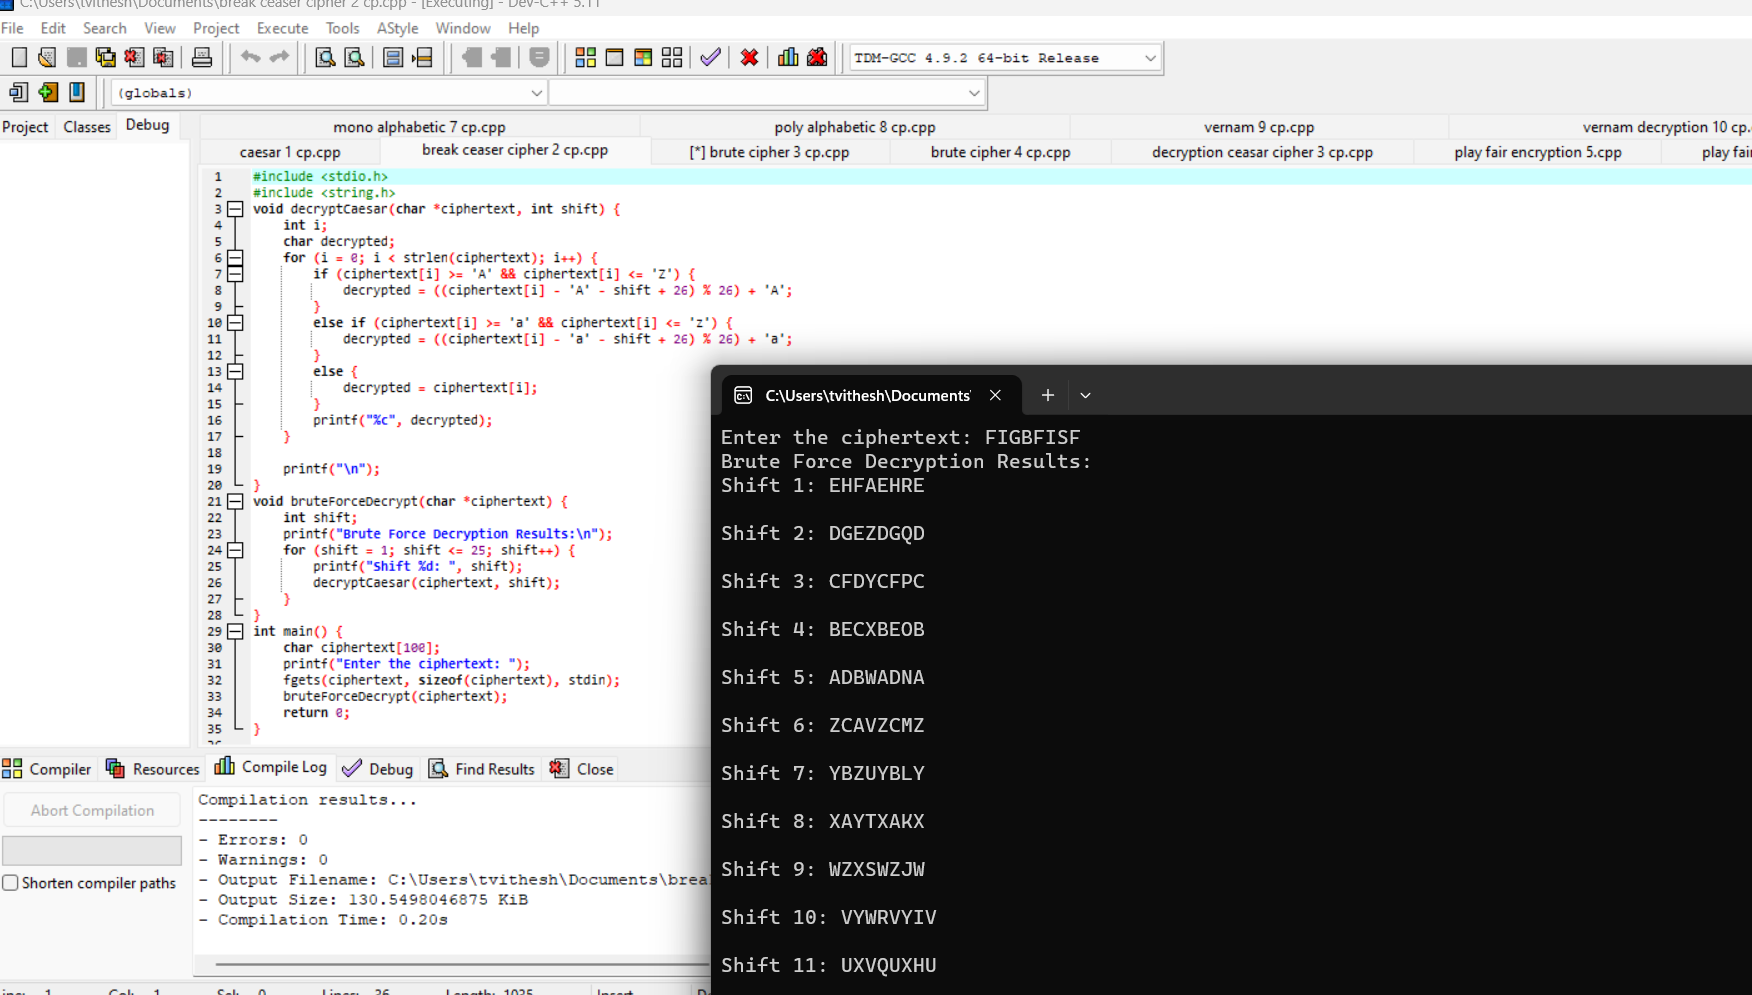 C:\Users\tvithesh\Documents\break ceaser cipher 2 cp.cpp - [Executing] - Dev-C++ 5.11
File Edit Search View Project Execute Tools AStyle Window Help
TDM-GCC 4.9.2 64-bit Release
(globals)
Project Classes Debug
mono alphabetic 7 cp.cpp poly alphabetic 8 cp.cpp vernam 9 cp.cpp vernam decryption 10 cp.
caesar 1 cp.cpp break ceaser cipher 2 cp.cpp [*] brute cipher 3 cp.cpp brute cipher 4 cp.cpp decryption ceasar cipher 3 cp.cpp play fair encryption 5.cpp play fai
1 #include <stdio.h>
2 #include <string.h>
3 void decryptCaesar(char *ciphertext, int shift) {
4 int i;
5 char decrypted;
6 for (i = 0; i < strlen(ciphertext); i++) {
7 if (ciphertext[i] >= 'A' && ciphertext[i] <= 'Z') {
8 decrypted = ((ciphertext[i] - 'A' - shift + 26) % 26) + 'A';
9 }
10 else if (ciphertext[i] >= 'a' && ciphertext[i] <= 'z') {
11 decrypted = ((ciphertext[i] - 'a' - shift + 26) % 26) + 'a';
12 }
13 else {
14 decrypted = ciphertext[i];
15 }
16 printf("%c", decrypted);
17 }
18
19 printf("\n");
20 }
21 void bruteForceDecrypt(char *ciphertext) {
22 int shift;
23 printf("Brute Force Decryption Results:\n");
24 for (shift = 1; shift <= 25; shift++) {
25 printf("Shift %d: ", shift);
26 decryptCaesar(ciphertext, shift);
27 }
28 }
29 int main() {
30 char ciphertext[100];
31 printf("Enter the ciphertext: ");
32 fgets(ciphertext, sizeof(ciphertext), stdin);
33 bruteForceDecrypt(ciphertext);
34 return 0;
35 }
36
Compiler Resources Compile Log Debug Find Results Close
Abort Compilation
Shorten compiler paths
Compilation results...
--------
- Errors: 0
- Warnings: 0
- Output Filename: C:\Users\tvithesh\Documents\brea
- Output Size: 130.5498046875 KiB
- Compilation Time: 0.20s
C:\Users\tvithesh\Documents'
Enter the ciphertext: FIGBFISF
Brute Force Decryption Results:
Shift 1: EHFAEHRE
Shift 2: DGEZDGQD
Shift 3: CFDYCFPC
Shift 4: BECXBEOB
Shift 5: ADBWADNA
Shift 6: ZCAVZCMZ
Shift 7: YBZUYBLY
Shift 8: XAYTXAKX
Shift 9: WZXSWZJW
Shift 10: VYWRVYIV
Shift 11: UXVQUXHU
1 Col: 1 Sel: 0 Lines: 36 Length: 1035 Insert